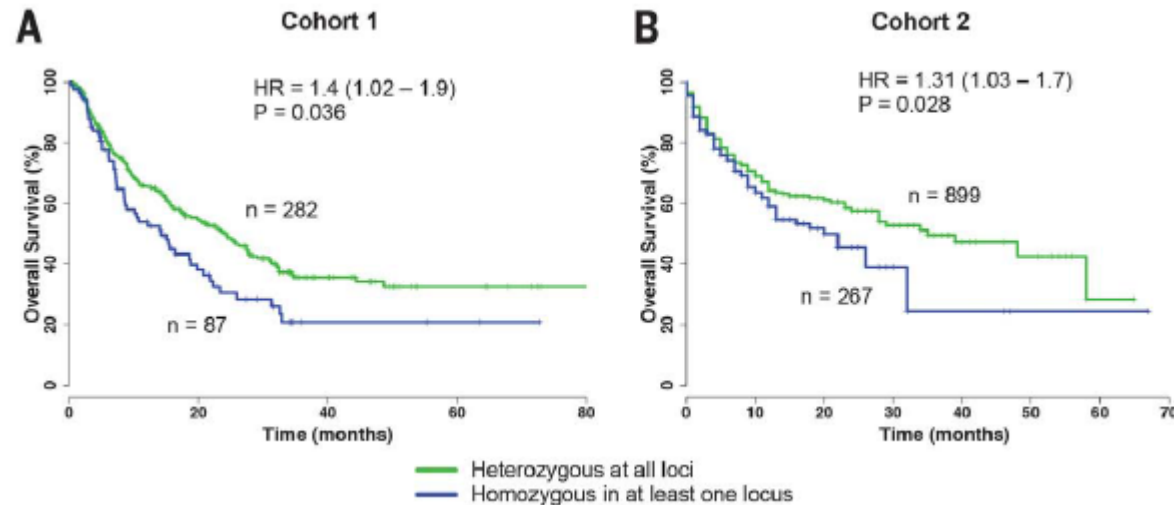 A
Cohort 1
HR = 1.4 (1.02 – 1.9)
P = 0.036
n = 282
n = 87
Overall Survival (%)
100
80
60
40
20
0
0 20 40 60 80
Time (months)
B
Cohort 2
HR = 1.31 (1.03 – 1.7)
P = 0.028
n = 899
n = 267
Overall Survival (%)
100
80
60
40
20
0
0 10 20 30 40 50 60 70
Time (months)
Heterozygous at all loci
Homozygous in at least one locus